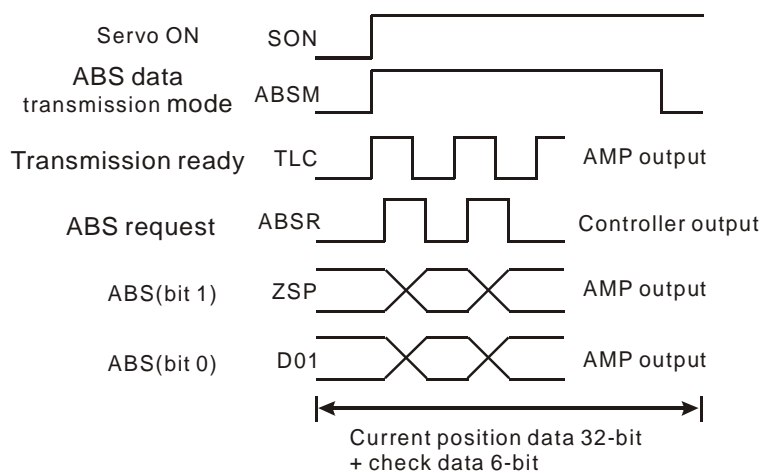 Servo ON SON
ABS data
transmission mode ABSM
Transmission ready TLC AMP output
ABS request ABSR Controller output
ABS(bit 1) ZSP AMP output
ABS(bit 0) D01 AMP output
Current position data 32-bit
+ check data 6-bit